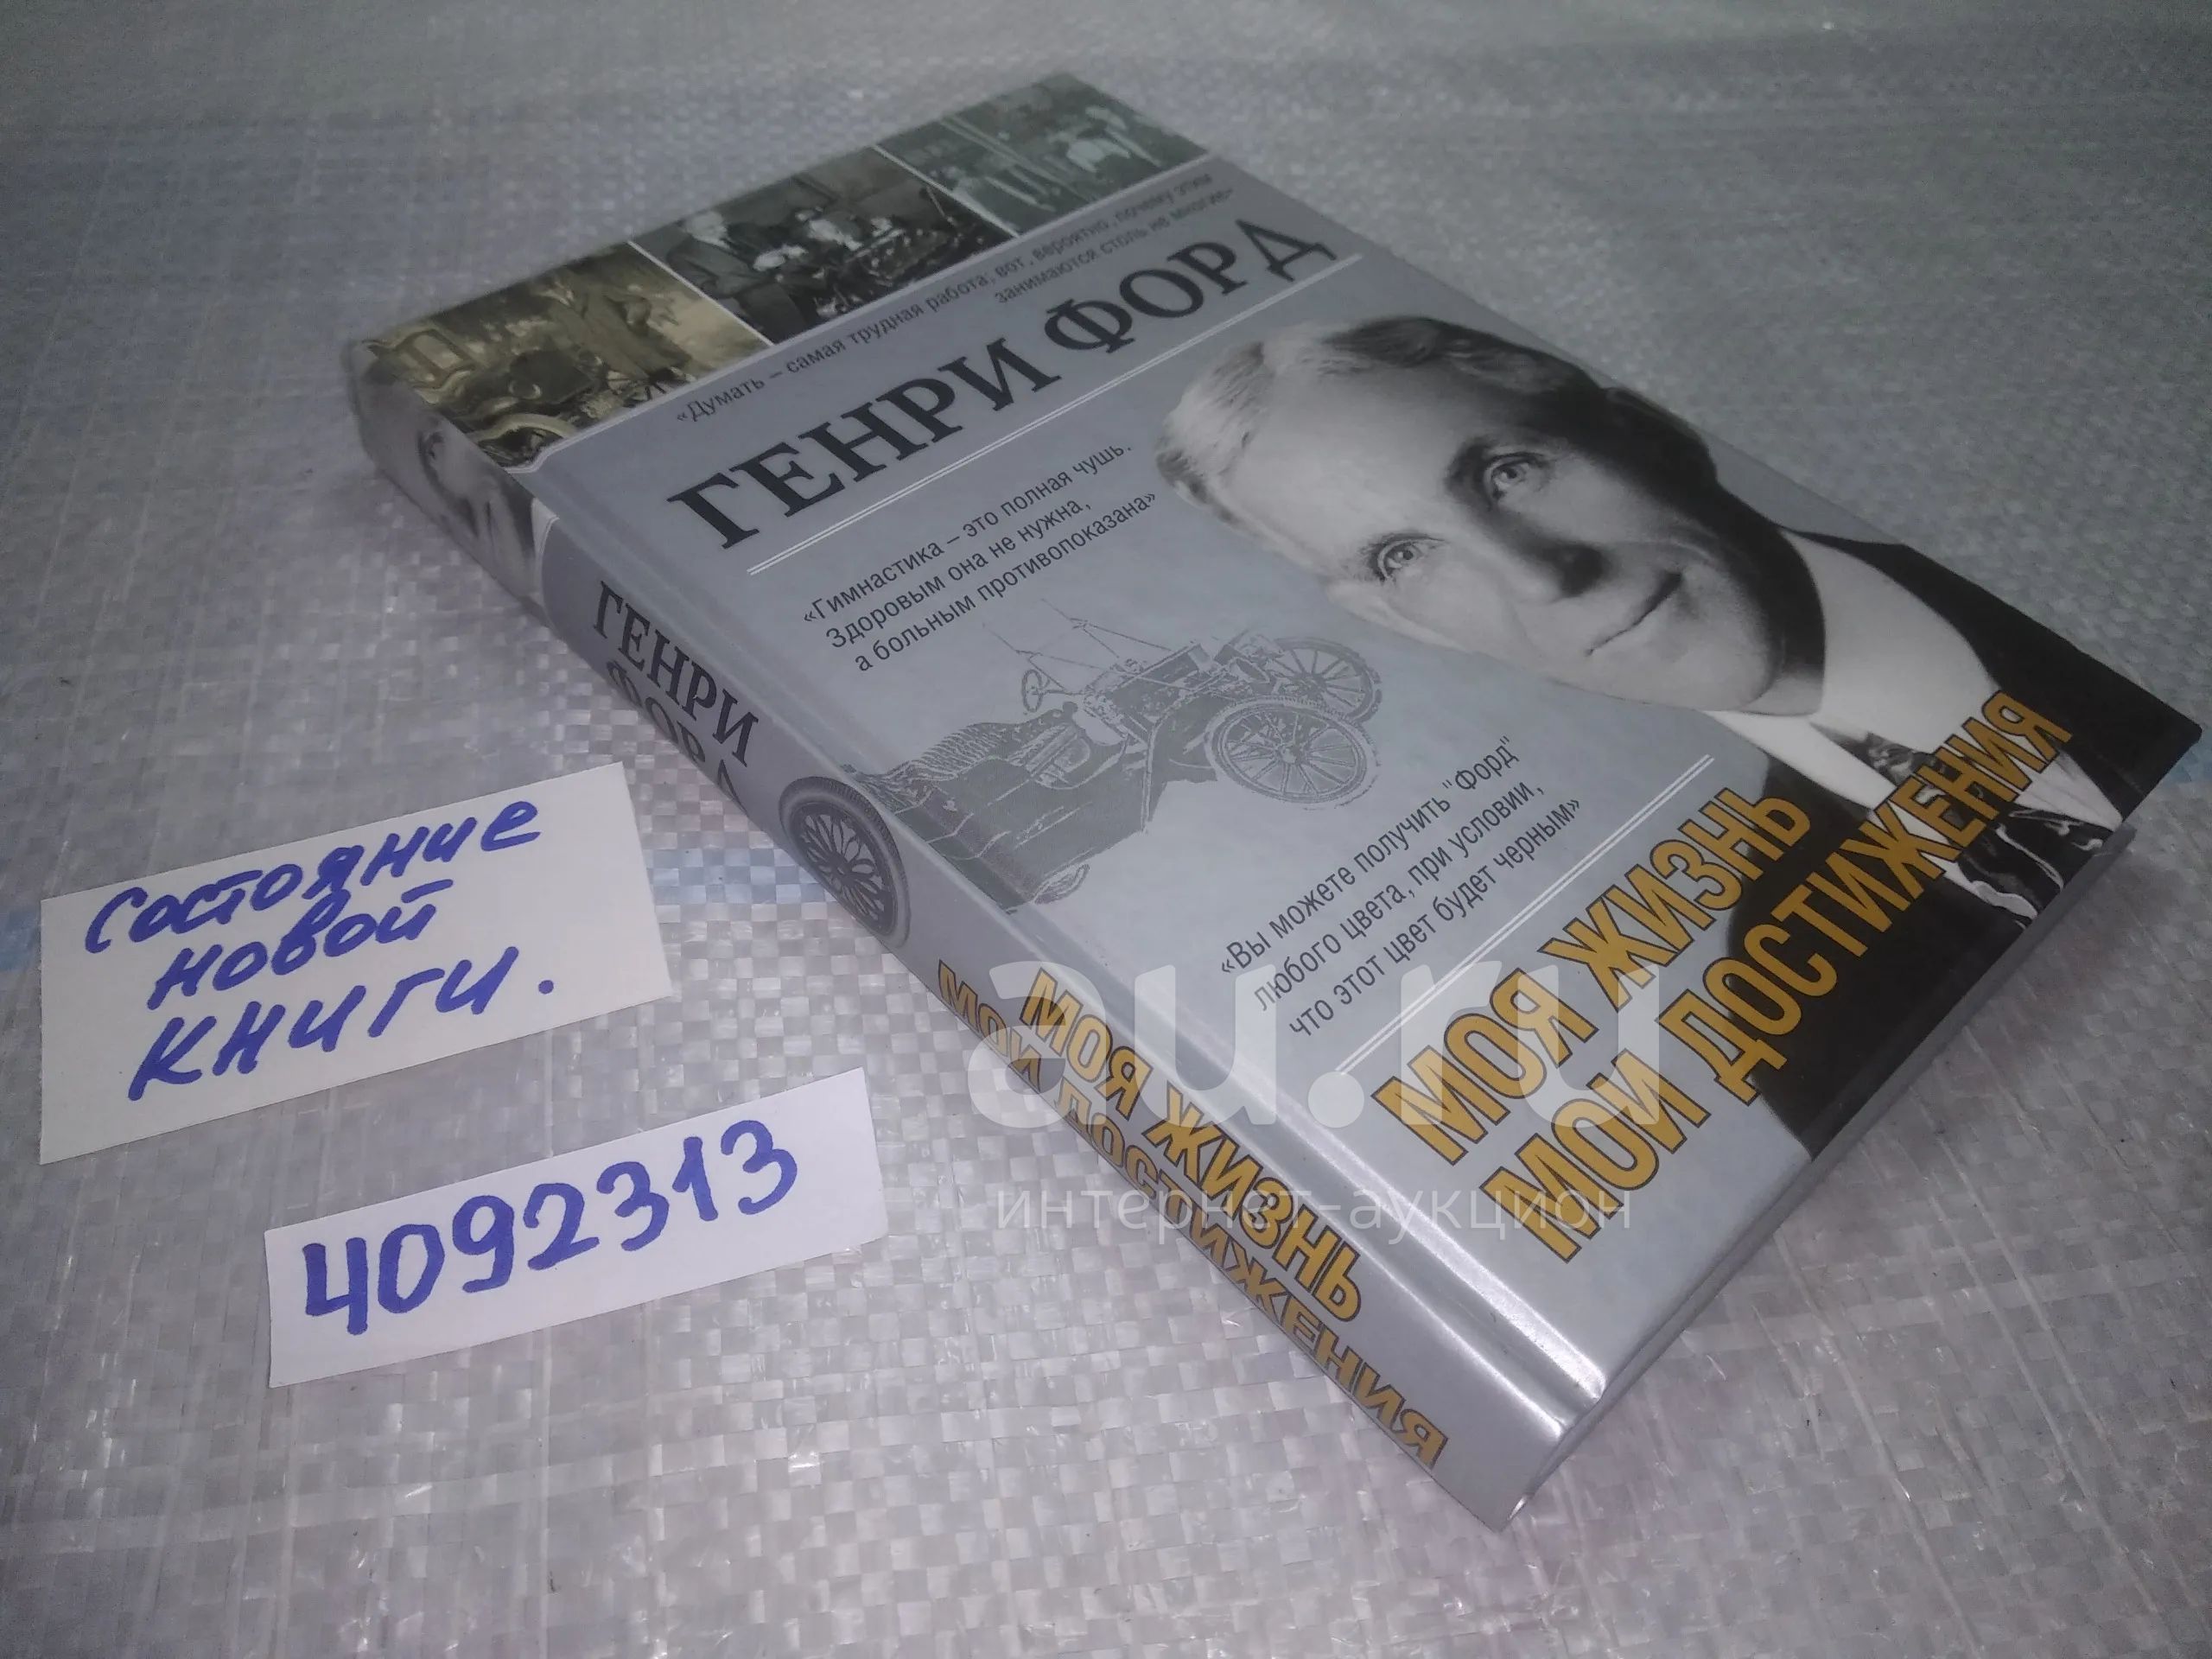 «Думать – самая трудная работа; вот, вероятно, почему этим
занимаются столь не многие»
ГЕНРИ ФОРД
«Гимнастика – это полная чушь.
Здоровым она не нужна,
а больным противопоказана»
«Вы можете получить "Форд"
любого цвета, при условии,
что этот цвет будет черным»
МОЯ ЖИЗНЬ
МОИ ДОСТИЖЕНИЯ
ГЕНРИ
ФОРД
МОЯ ЖИЗНЬ
МОИ ДОСТИЖЕНИЯ
Состояние
новой
книги.
4092313
au.ru
интернет-аукцион